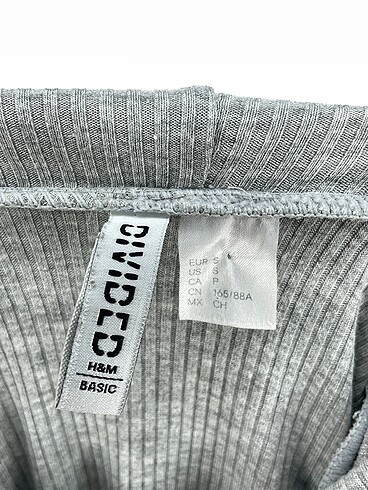 DIVIDED
H&M
BASIC
EUR S
US S
CA P
CN 165/88A
MX CH